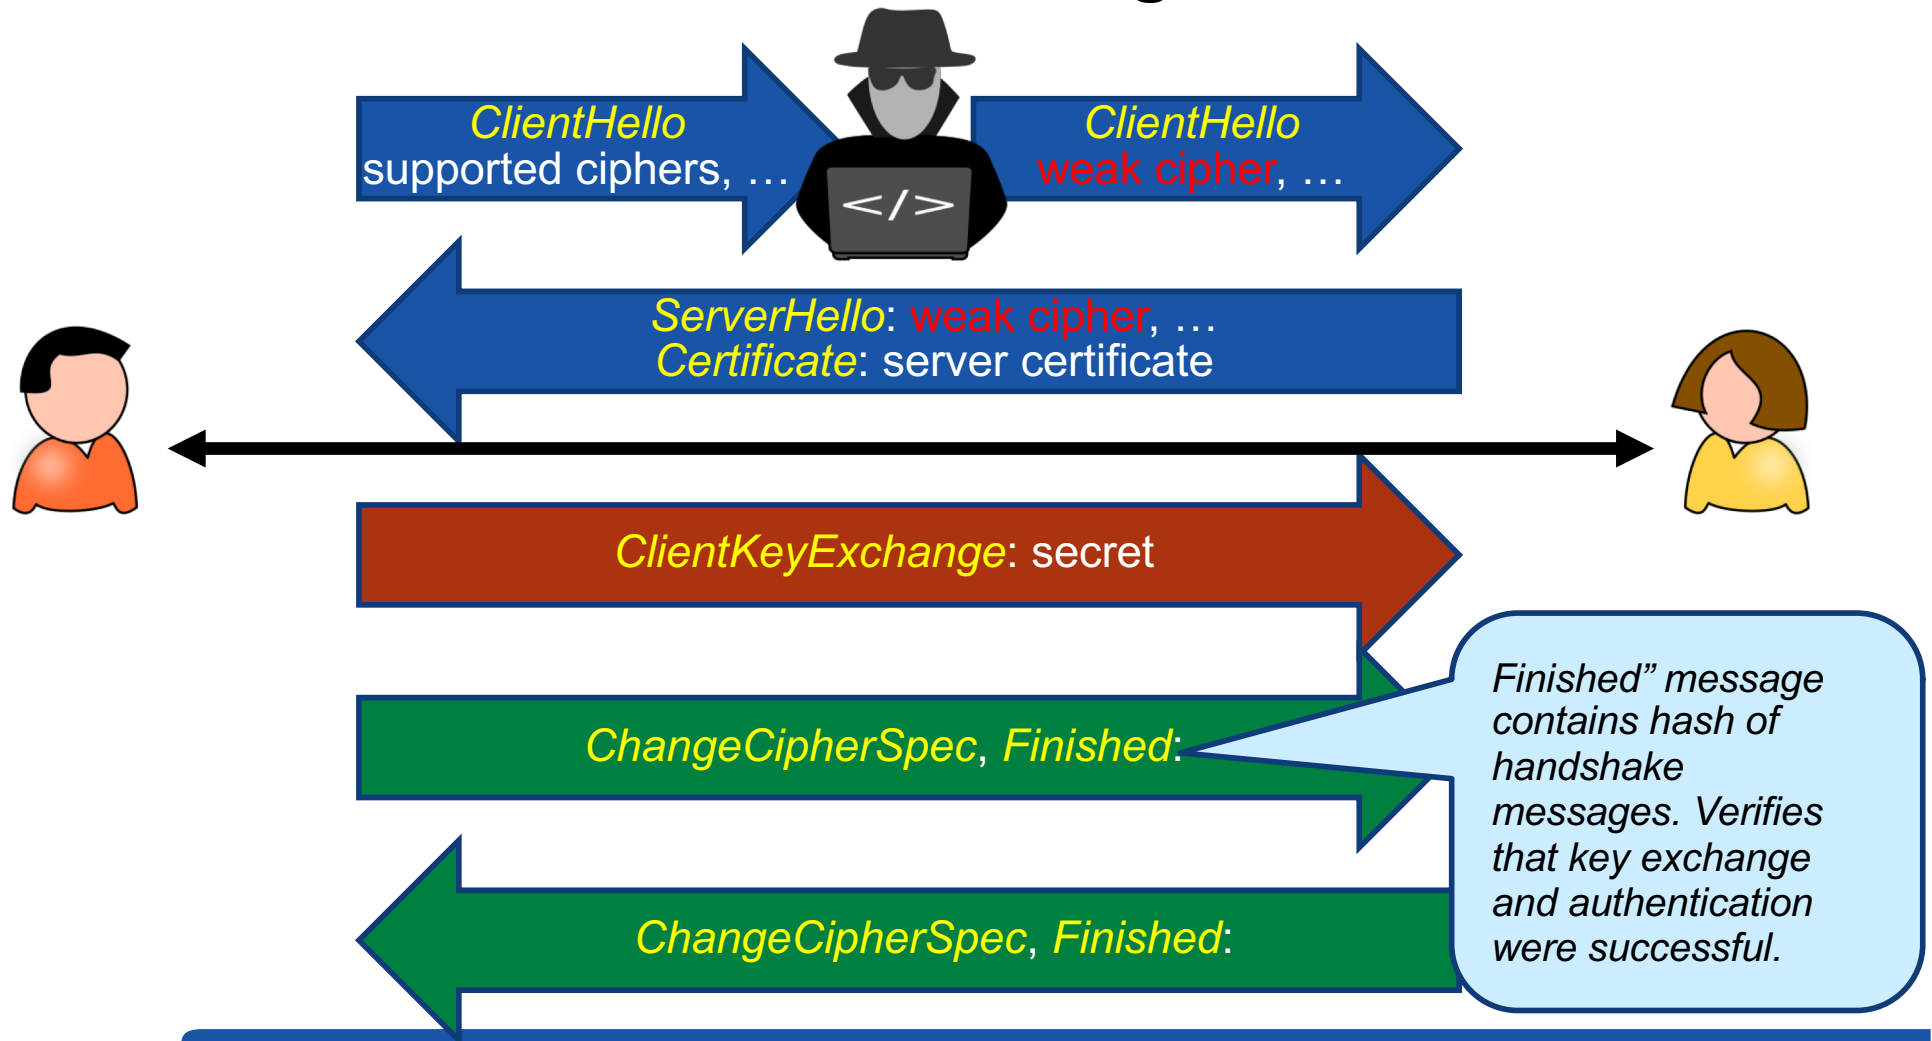 ClientHello
supported ciphers, …
ClientHello
weak cipher, …
</>
ServerHello: weak cipher, …
Certificate: server certificate
ClientKeyExchange: secret
ChangeCipherSpec, Finished:
Finished” message
contains hash of
handshake
messages. Verifies
that key exchange
and authentication
were successful.
ChangeCipherSpec, Finished: